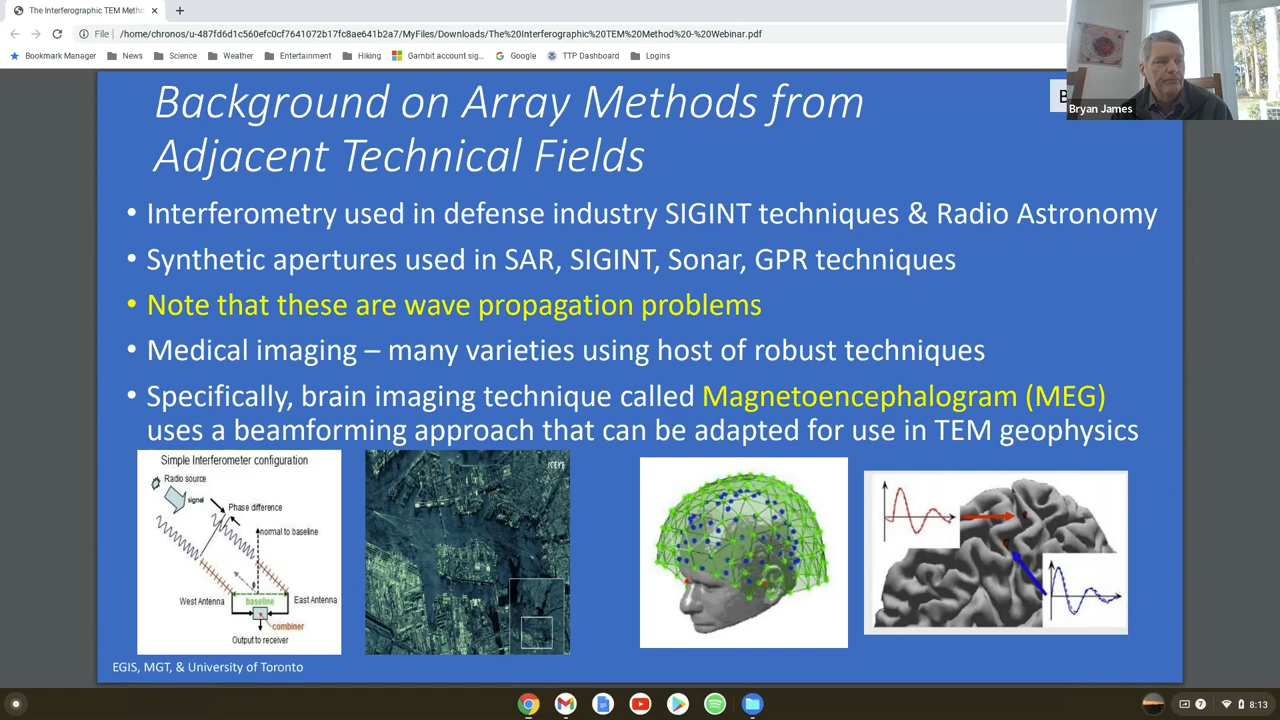 The Interferographic TEM Metho
File
/home/chronos/u-487fd6d1c560efc0cf7641072b17fc8ae641b2a7/MyFiles/Downloads/The%20Interferographic%20TEM%20Method%20-%20Webinar.pdf
Bookmark Manager
News
Science
Weather
Entertainment
Hiking
Gambit account sig...
Google
TTP Dashboard
Logins
Bryan James
Background on Array Methods from
Adjacent Technical Fields
• Interferometry used in defense industry SIGINT techniques & Radio Astronomy
• Synthetic apertures used in SAR, SIGINT, Sonar, GPR techniques
• Note that these are wave propagation problems
• Medical imaging – many varieties using host of robust techniques
• Specifically, brain imaging technique called Magnetoencephalogram (MEG)
uses a beamforming approach that can be adapted for use in TEM geophysics
Simple Interferometer configuration
Radio source
signal
Phase difference
normal to baseline
West Antenna
baseline
East Antenna
combiner
Output to receiver
EGIS, MGT, & University of Toronto
7
8:13